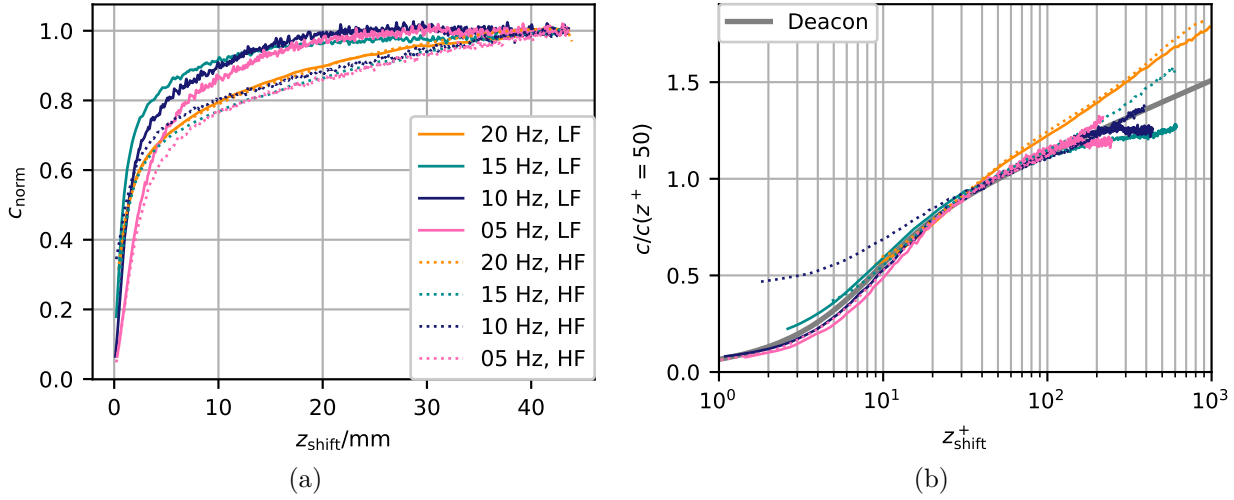 1.0
0.8
0.6
0.4
0.2
0.0
c_norm
0 10 20 30 40
z_shift/mm
20 Hz, LF
15 Hz, LF
10 Hz, LF
05 Hz, LF
20 Hz, HF
15 Hz, HF
10 Hz, HF
05 Hz, HF
(a)
Deacon
1.5
1.0
0.5
0.0
c/c(z⁺ = 50)
10⁰ 10¹ 10² 10³
z⁺_shift
(b)